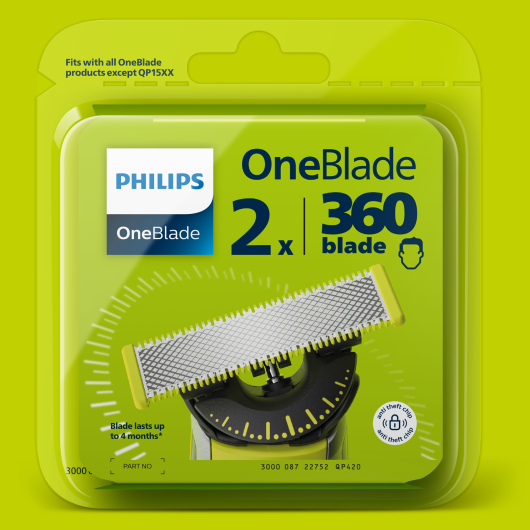 Fits with all OneBlade
products except QP15XX
PHILIPS
OneBlade
OneBlade
2x
360
blade
Blade lasts up
to 4 months*
anti theft chip
anti theft chip
3000
PART NO
3000 087 22752 QP420